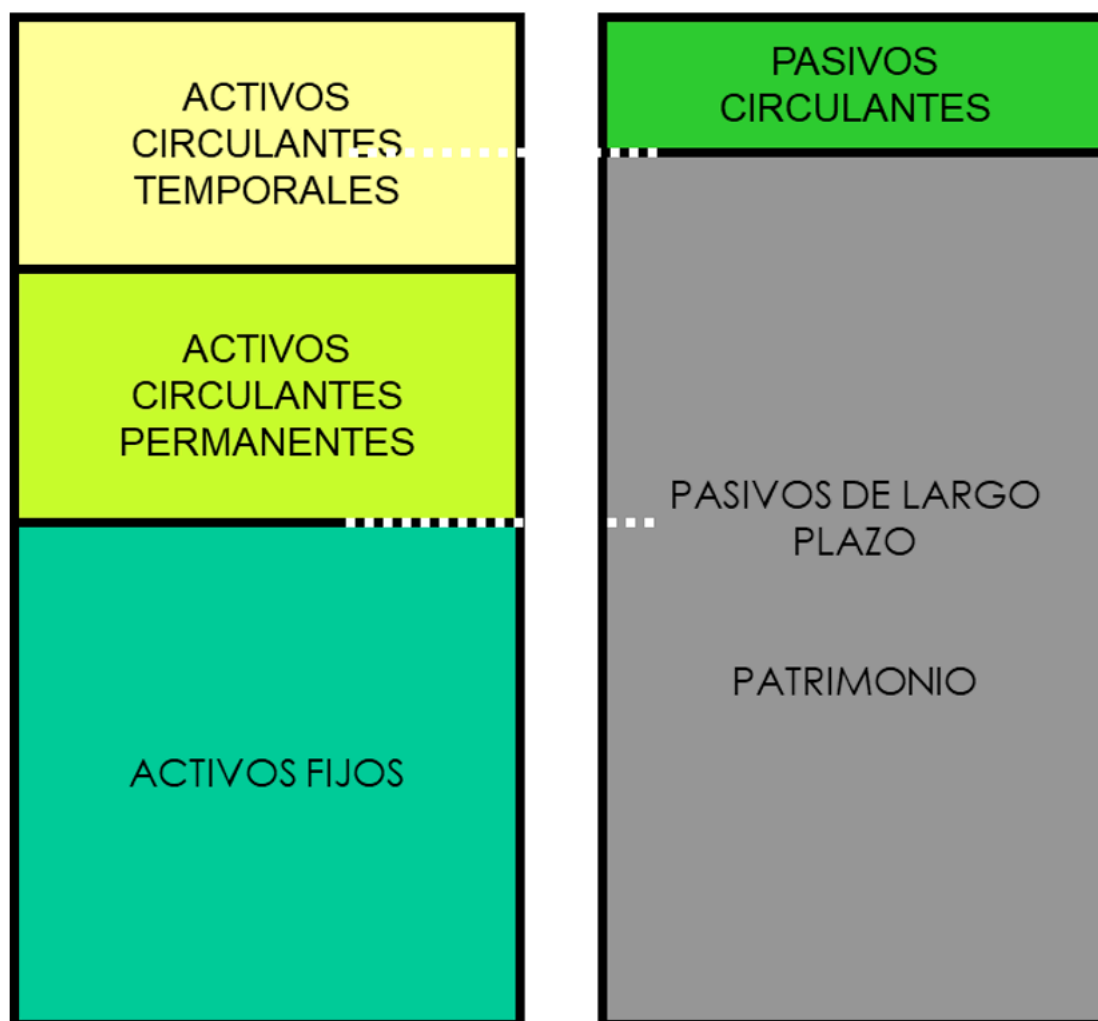 ACTIVOS
CIRCULANTES
TEMPORALES
ACTIVOS
CIRCULANTES
PERMANENTES
ACTIVOS FIJOS
PASIVOS
CIRCULANTES
PASIVOS DE LARGO
PLAZO
PATRIMONIO